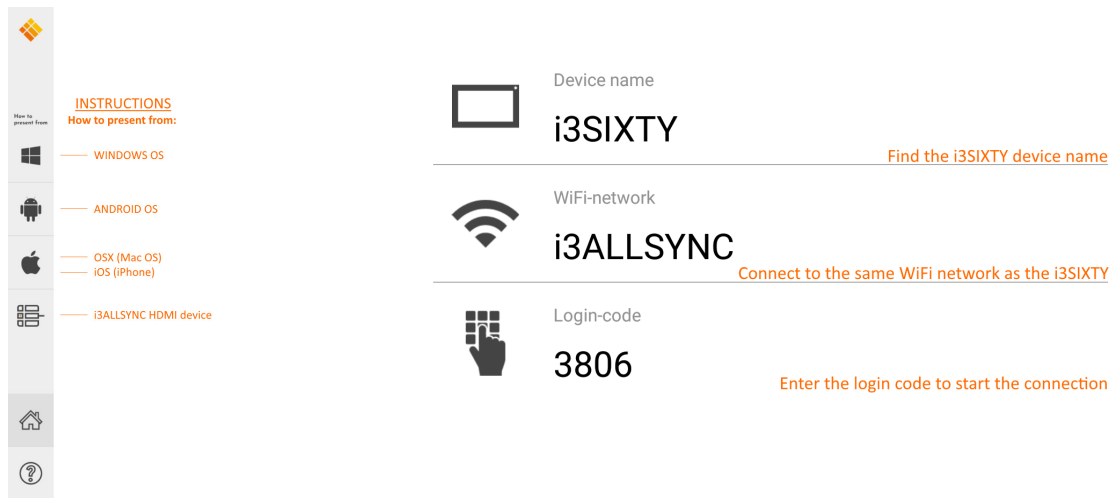 How to
present from
INSTRUCTIONS
How to present from:
WINDOWS OS
ANDROID OS
OSX (Mac OS)
iOS (iPhone)
i3ALLSYNC HDMI device
Device name
i3SIXTY
Find the i3SIXTY device name
WiFi-network
i3ALLSYNC
Connect to the same WiFi network as the i3SIXTY
Login-code
3806
Enter the login code to start the connection